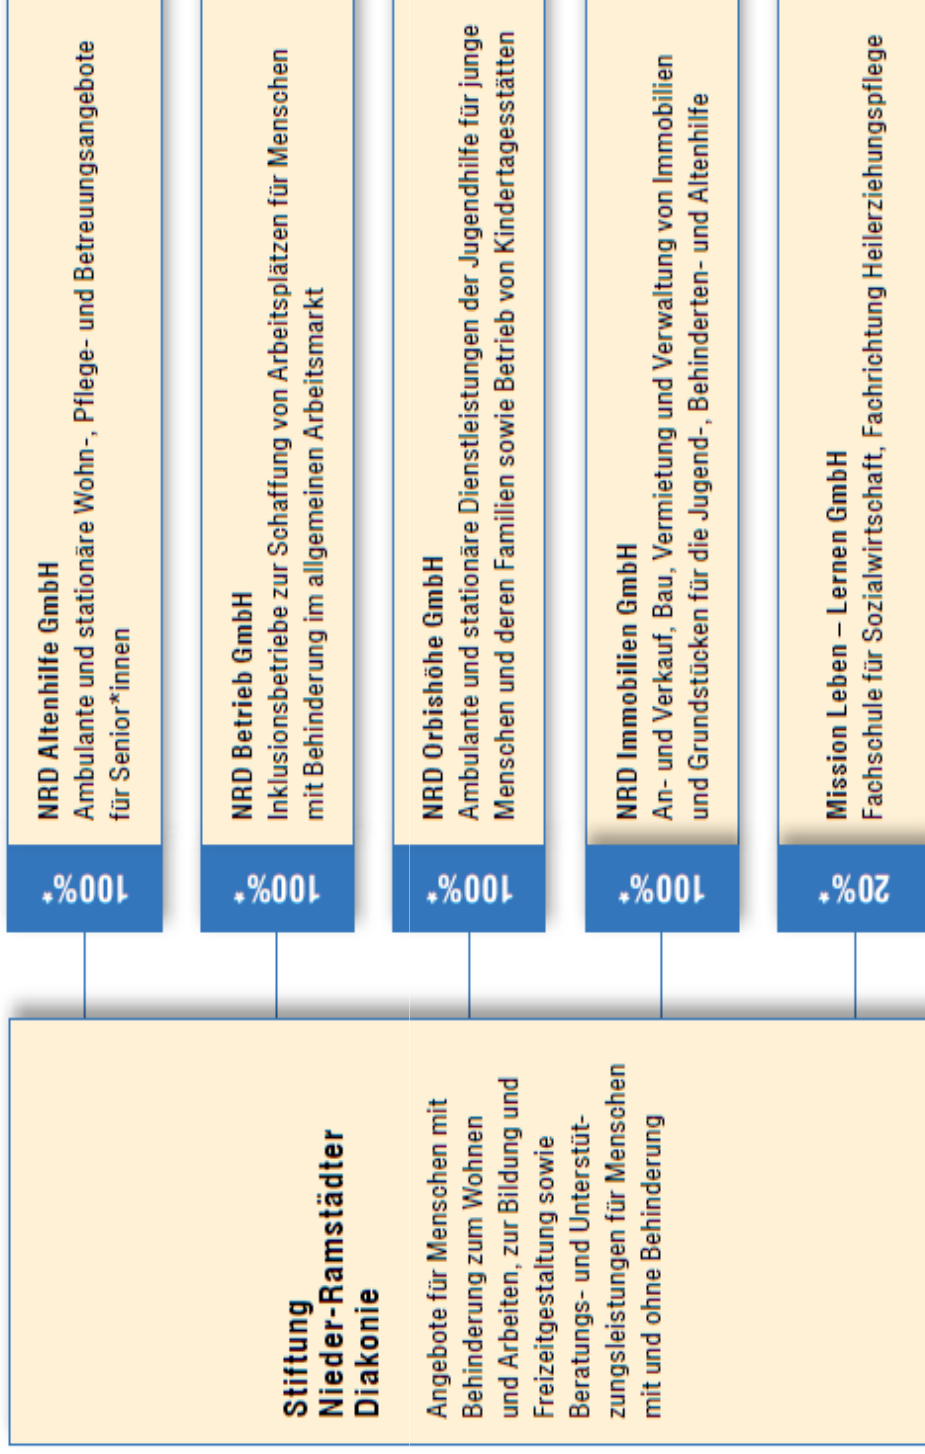 Stiftung
Nieder-Ramstädter
Diakonie
Angebote für Menschen mit
Behinderung zum Wohnen
und Arbeiten, zur Bildung und
Freizeitgestaltung sowie
Beratungs- und Unterstüt-
zungsleistungen für Menschen
mit und ohne Behinderung
100%*
NRD Altenhilfe GmbH
Ambulante und stationäre Wohn-, Pflege- und Betreuungsangebote
für Senior*innen
100%*
NRD Betrieb GmbH
Inklusionsbetriebe zur Schaffung von Arbeitsplätzen für Menschen
mit Behinderung im allgemeinen Arbeitsmarkt
100%*
NRD Orbishöhe GmbH
Ambulante und stationäre Dienstleistungen der Jugendhilfe für junge
Menschen und deren Familien sowie Betrieb von Kindertagesstätten
100%*
NRD Immobilien GmbH
An- und Verkauf, Bau, Vermietung und Verwaltung von Immobilien
und Grundstücken für die Jugend-, Behinderten- und Altenhilfe
20%*
Mission Leben – Lernen GmbH
Fachschule für Sozialwirtschaft, Fachrichtung Heilerziehungspflege